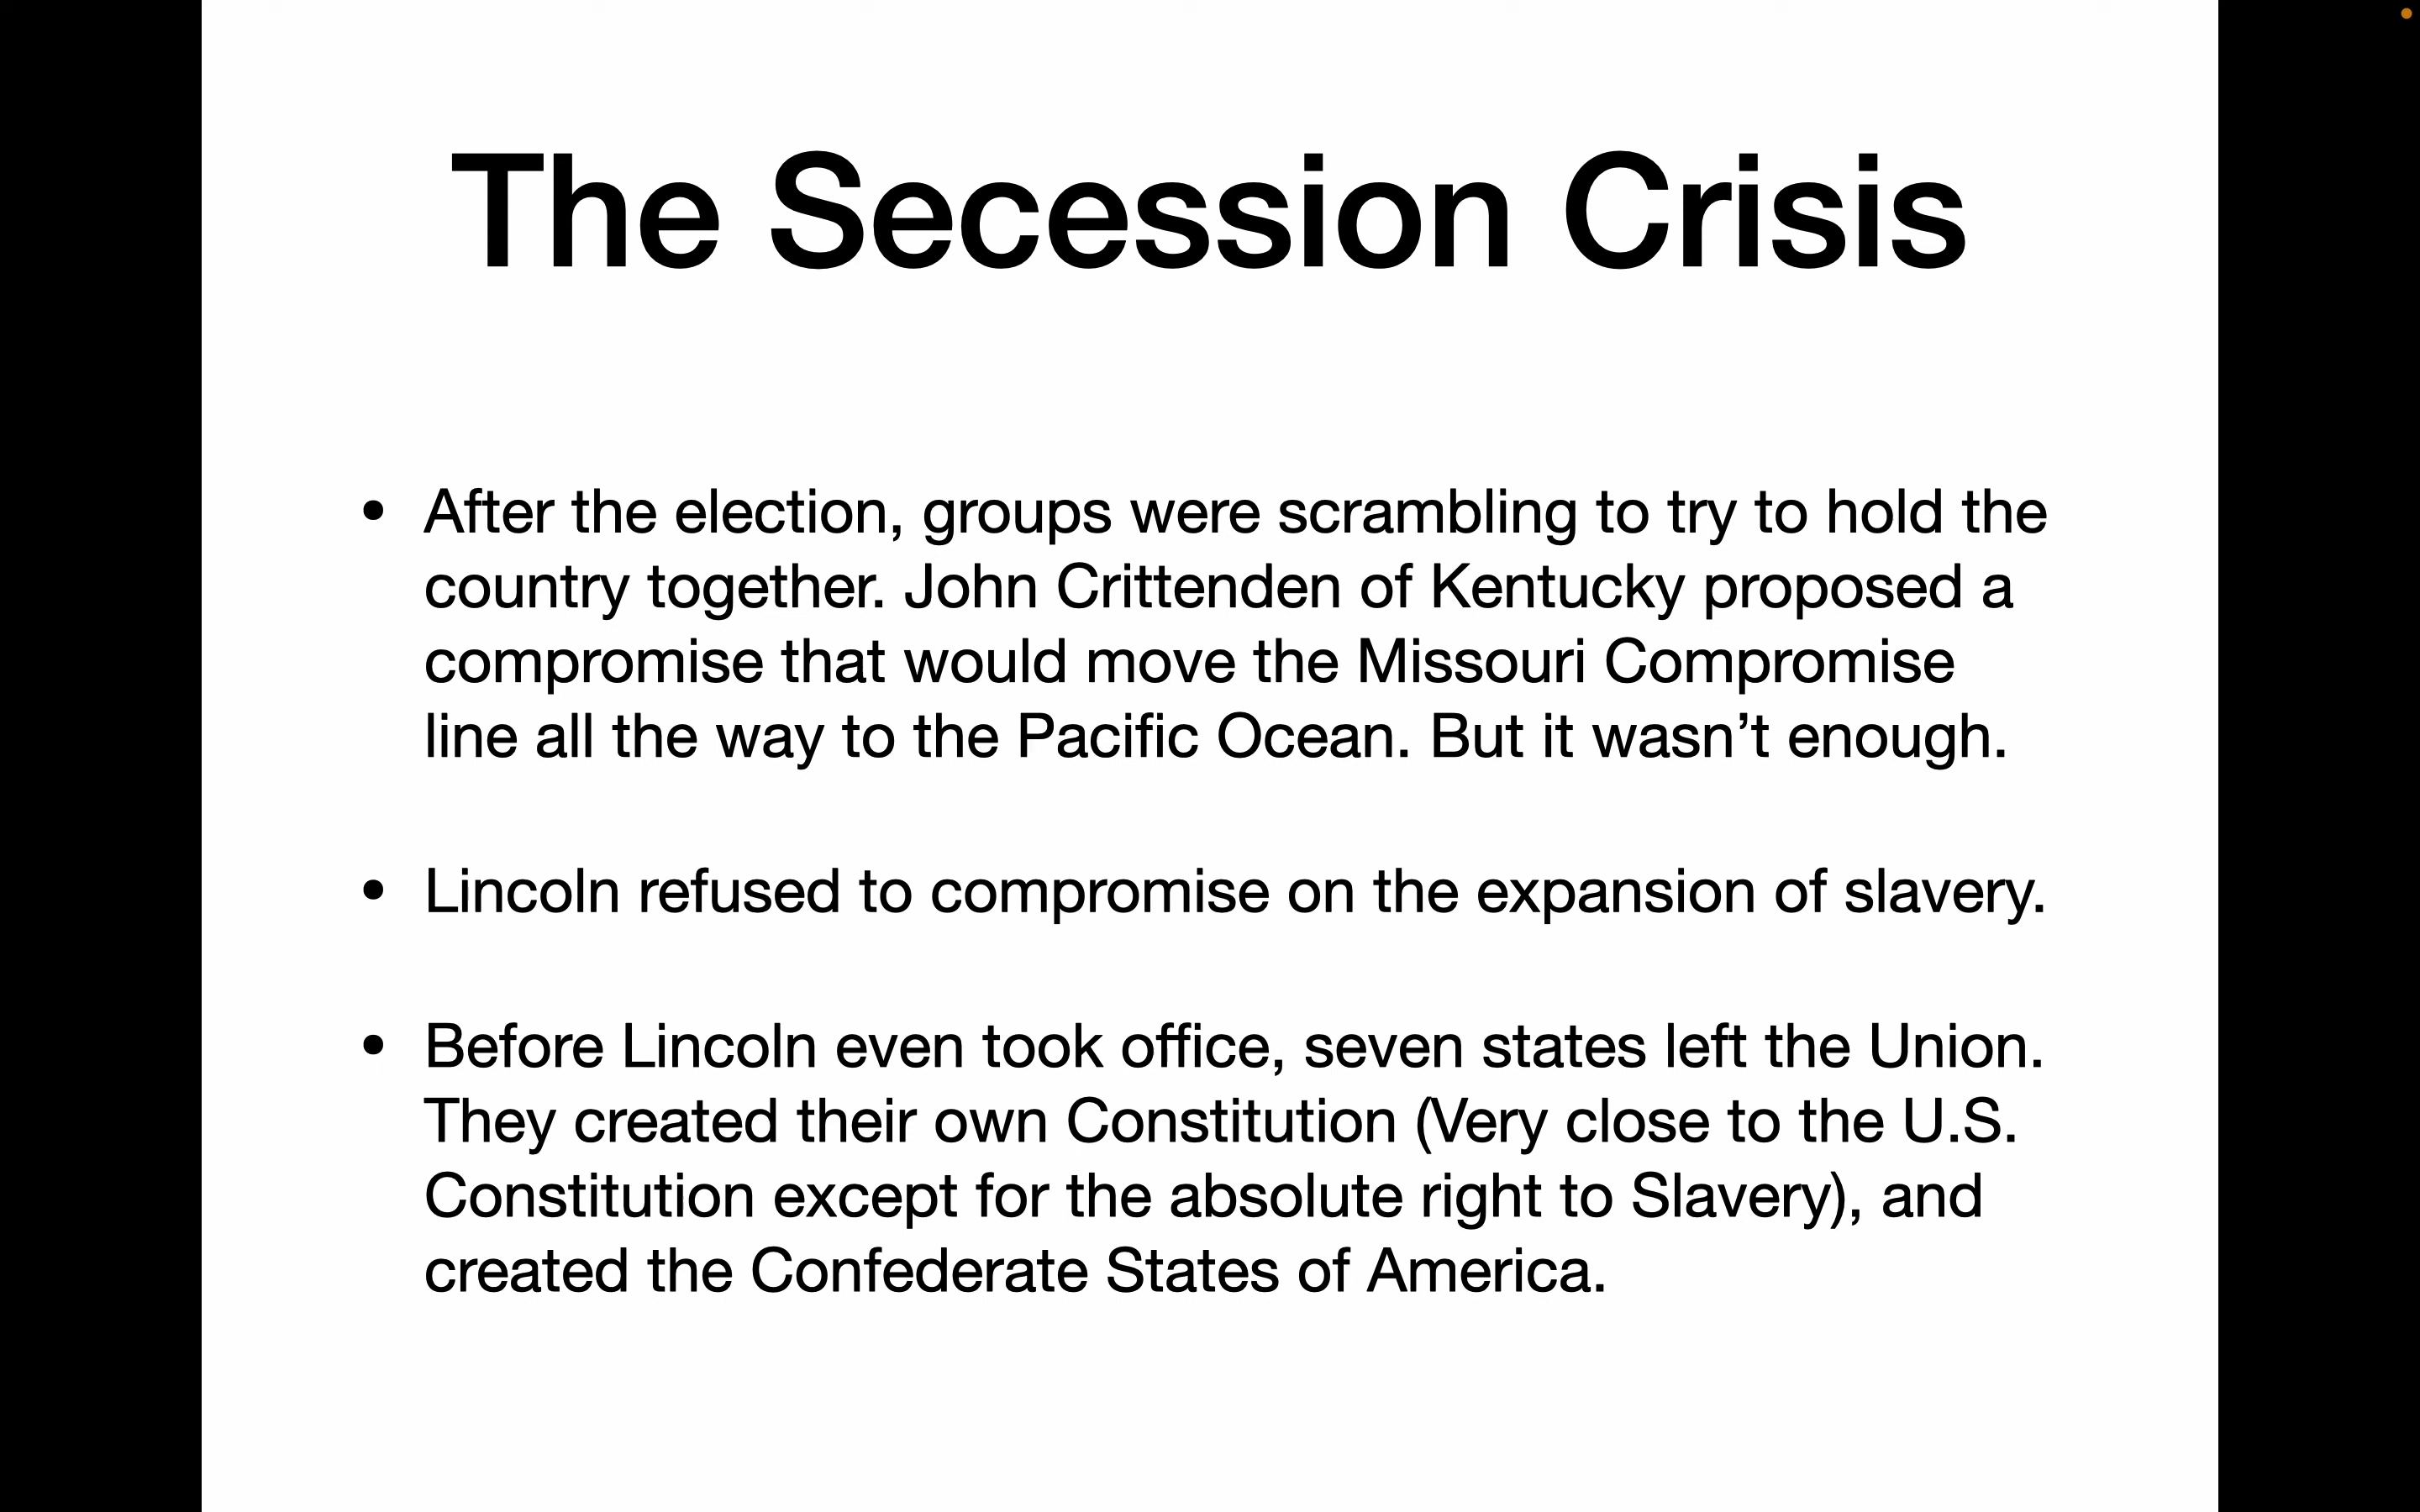 The Secession Crisis
• After the election, groups were scrambling to try to hold the
country together. John Crittenden of Kentucky proposed a
compromise that would move the Missouri Compromise
line all the way to the Pacific Ocean. But it wasn’t enough.
• Lincoln refused to compromise on the expansion of slavery.
• Before Lincoln even took office, seven states left the Union.
They created their own Constitution (Very close to the U.S.
Constitution except for the absolute right to Slavery), and
created the Confederate States of America.